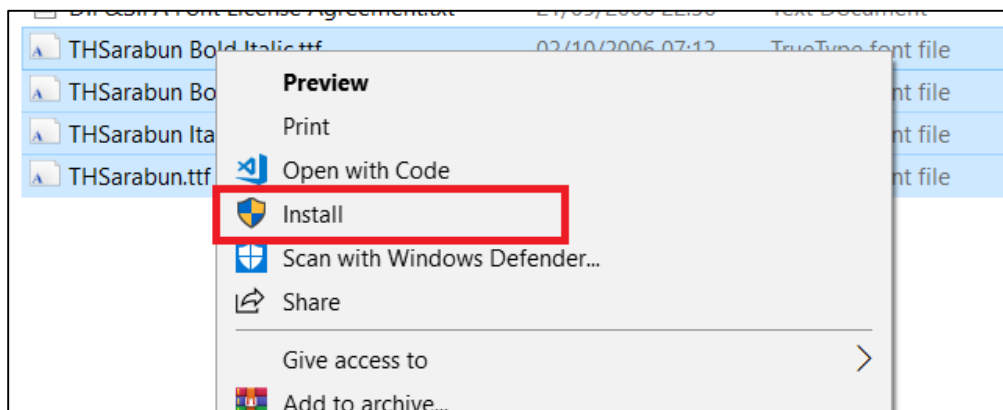 THSarabun Bold Italic.ttf 02/10/2006 07:12 TrueType font file
THSarabun Bo nt file
THSarabun Ita nt file
THSarabun.ttf nt file
Preview
Print
Open with Code
Install
Scan with Windows Defender...
Share
Give access to
Add to archive...